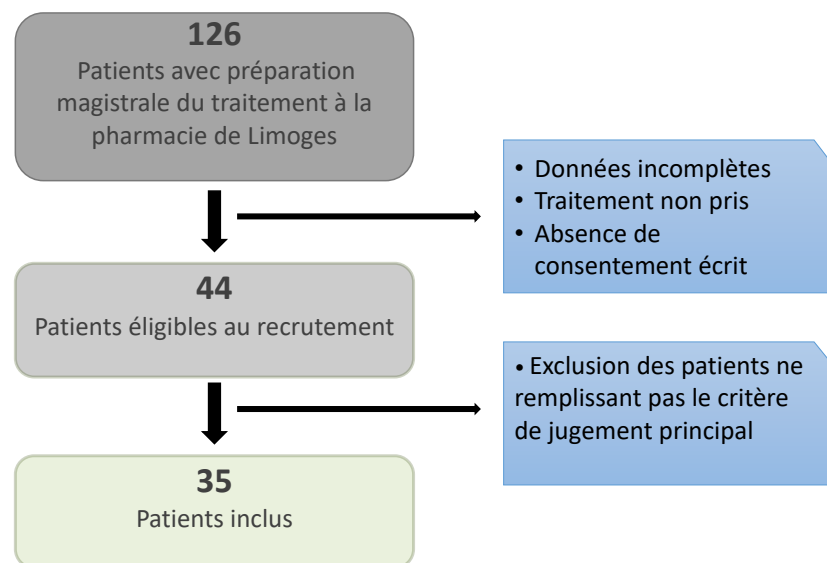 126
Patients avec préparation
magistrale du traitement à la
pharmacie de Limoges
• Données incomplètes
• Traitement non pris
• Absence de
consentement écrit
44
Patients éligibles au recrutement
• Exclusion des patients ne
remplissant pas le critère
de jugement principal
35
Patients inclus